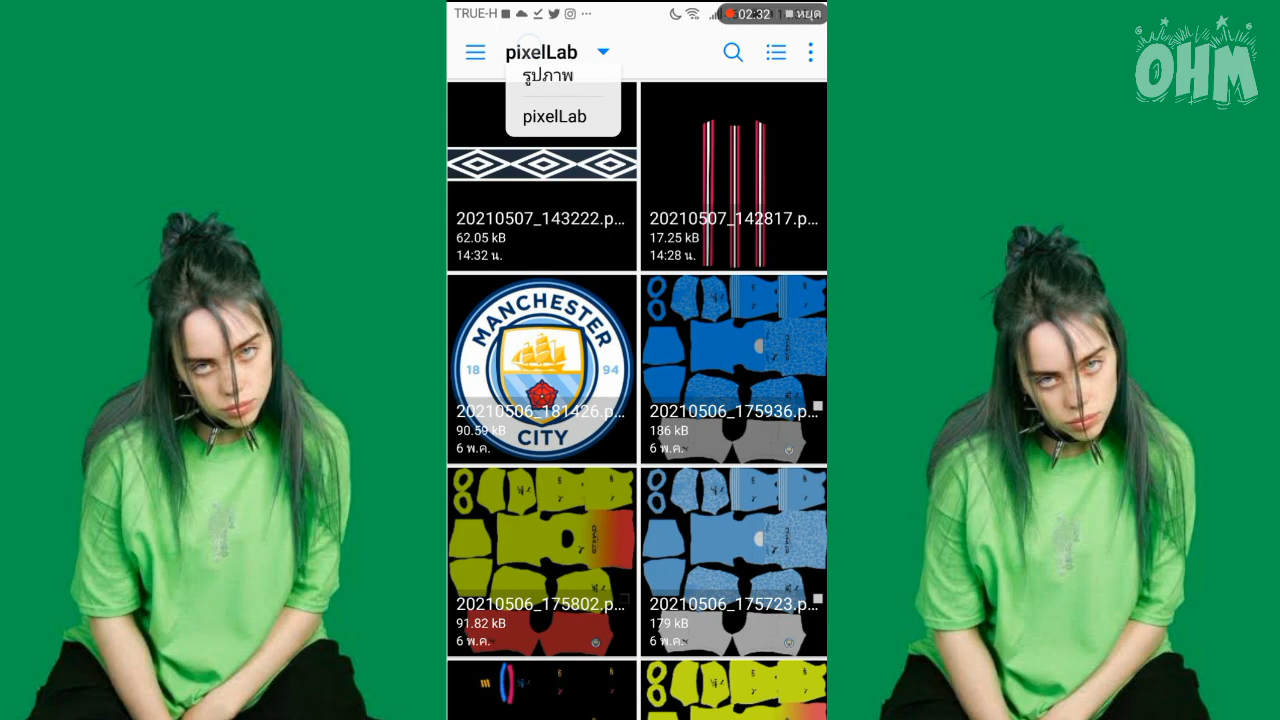 TRUE-H
02:32
หยุด
OHM
pixelLab
รูปภาพ
pixelLab
20210507_143222.p...
62.05 kB
14:32 น.
20210507_142817.p...
17.25 kB
14:28 น.
MANCHESTER
18 94
CITY
20210506_181426.p...
90.59 kB
6 พ.ค.
20210506_175936.p...
186 kB
6 พ.ค.
20210506_175802.p...
91.82 kB
6 พ.ค.
20210506_175723.p...
179 kB
6 พ.ค.